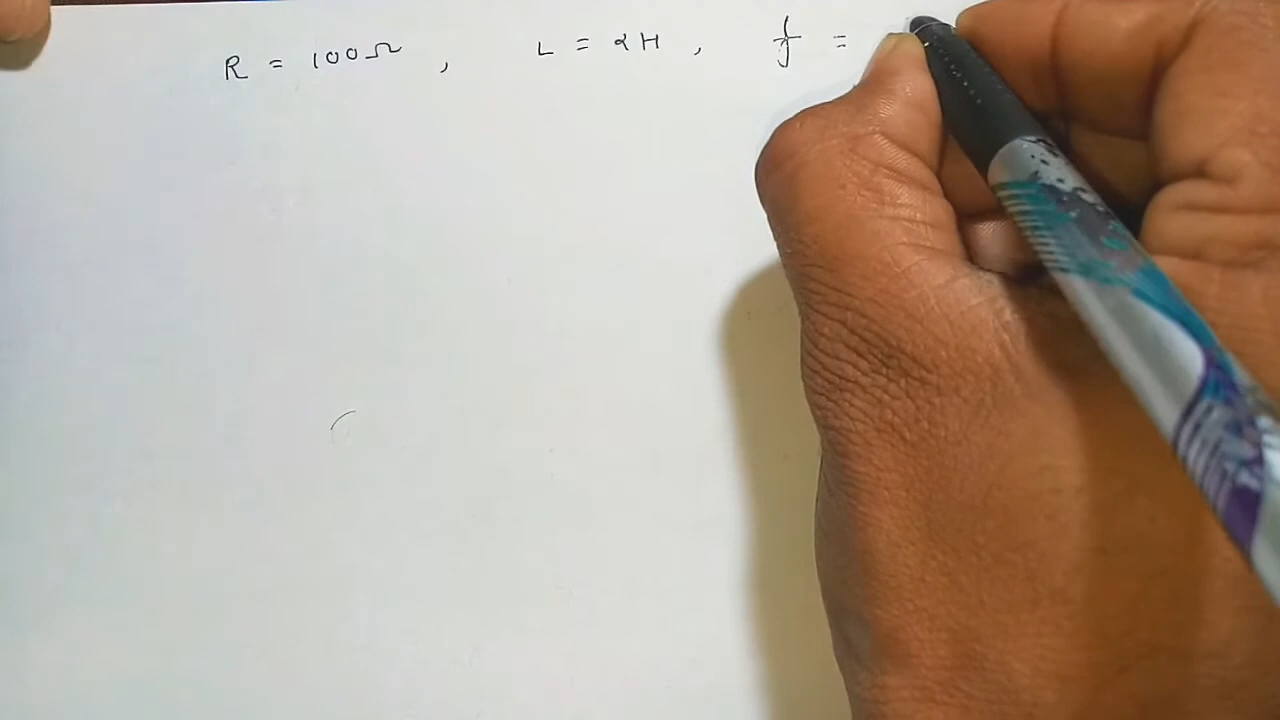 R = 100Ω , L = 2H , f =